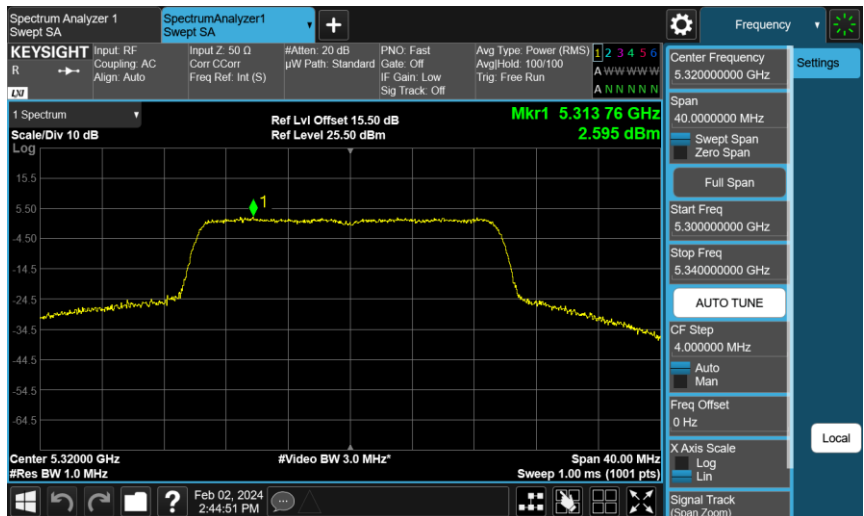 Spectrum Analyzer 1
Swept SA
SpectrumAnalyzer1
Swept SA
Frequency
KEYSIGHT
R
LXI
Input: RF
Coupling: AC
Align: Auto
Input Z: 50 Ω
Corr CCorr
Freq Ref: Int (S)
#Atten: 20 dB
µW Path: Standard
PNO: Fast
Gate: Off
IF Gain: Low
Sig Track: Off
Avg Type: Power (RMS)
Avg|Hold: 100/100
Trig: Free Run
1 2 3 4 5 6
A W W W W W
A N N N N N
1 Spectrum
Scale/Div 10 dB
Ref Lvl Offset 15.50 dB
Ref Level 25.50 dBm
Mkr1 5.313 76 GHz
2.595 dBm
Log
15.5
5.50
-4.50
-14.5
-24.5
-34.5
-44.5
-54.5
-64.5
1
Center 5.32000 GHz
#Res BW 1.0 MHz
#Video BW 3.0 MHz*
Span 40.00 MHz
Sweep 1.00 ms (1001 pts)
Feb 02, 2024
2:44:51 PM
?
Center Frequency
5.320000000 GHz
Span
40.0000000 MHz
Swept Span
Zero Span
Full Span
Start Freq
5.300000000 GHz
Stop Freq
5.340000000 GHz
AUTO TUNE
CF Step
4.000000 MHz
Auto
Man
Freq Offset
0 Hz
X Axis Scale
Log
Lin
Signal Track
(Span Zoom)
Settings
Local